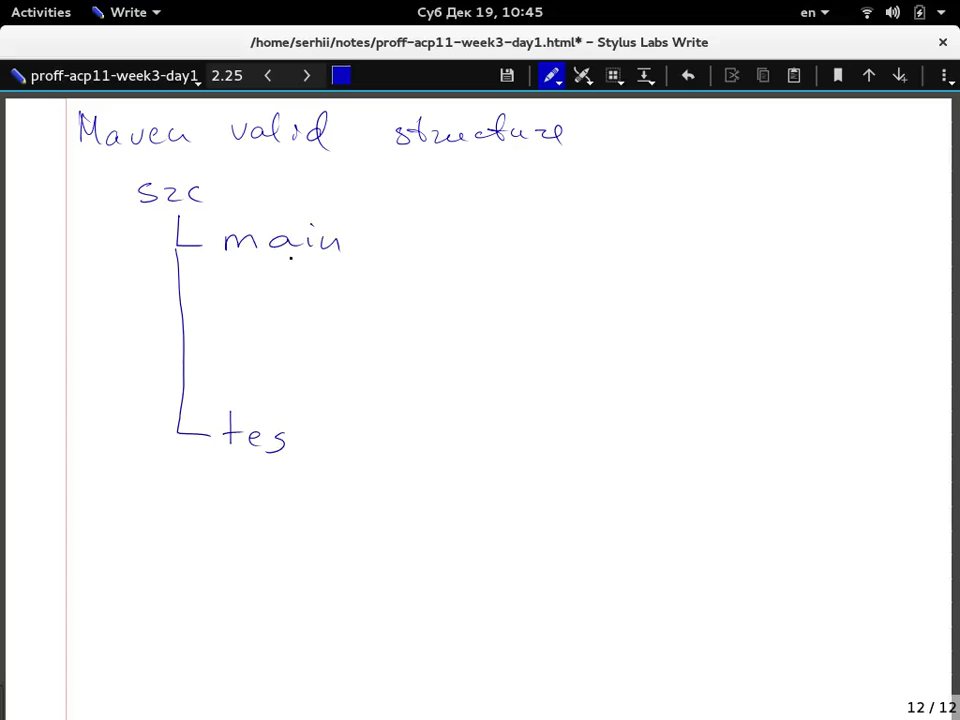 Activities Write Суб Дек 19, 10:45 en
/home/serhii/notes/proff-acp11-week3-day1.html* – Stylus Labs Write ×
proff-acp11-week3-day1 2.25
Maven valid structure
src
main
tes
12 / 12